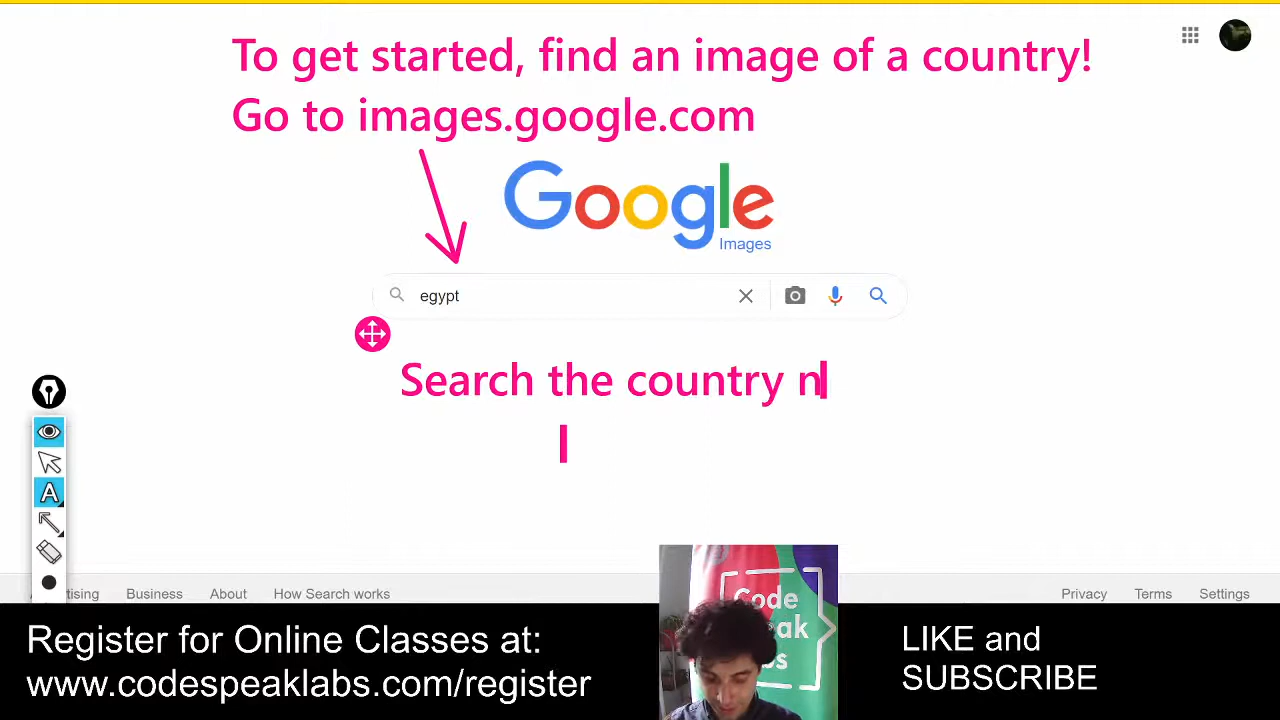 To get started, find an image of a country!
Go to images.google.com
Google
Images
egypt
Search the country n
Business About How Search works Privacy Terms Settings
Register for Online Classes at:
www.codespeaklabs.com/register
Code
LIKE and
SUBSCRIBE